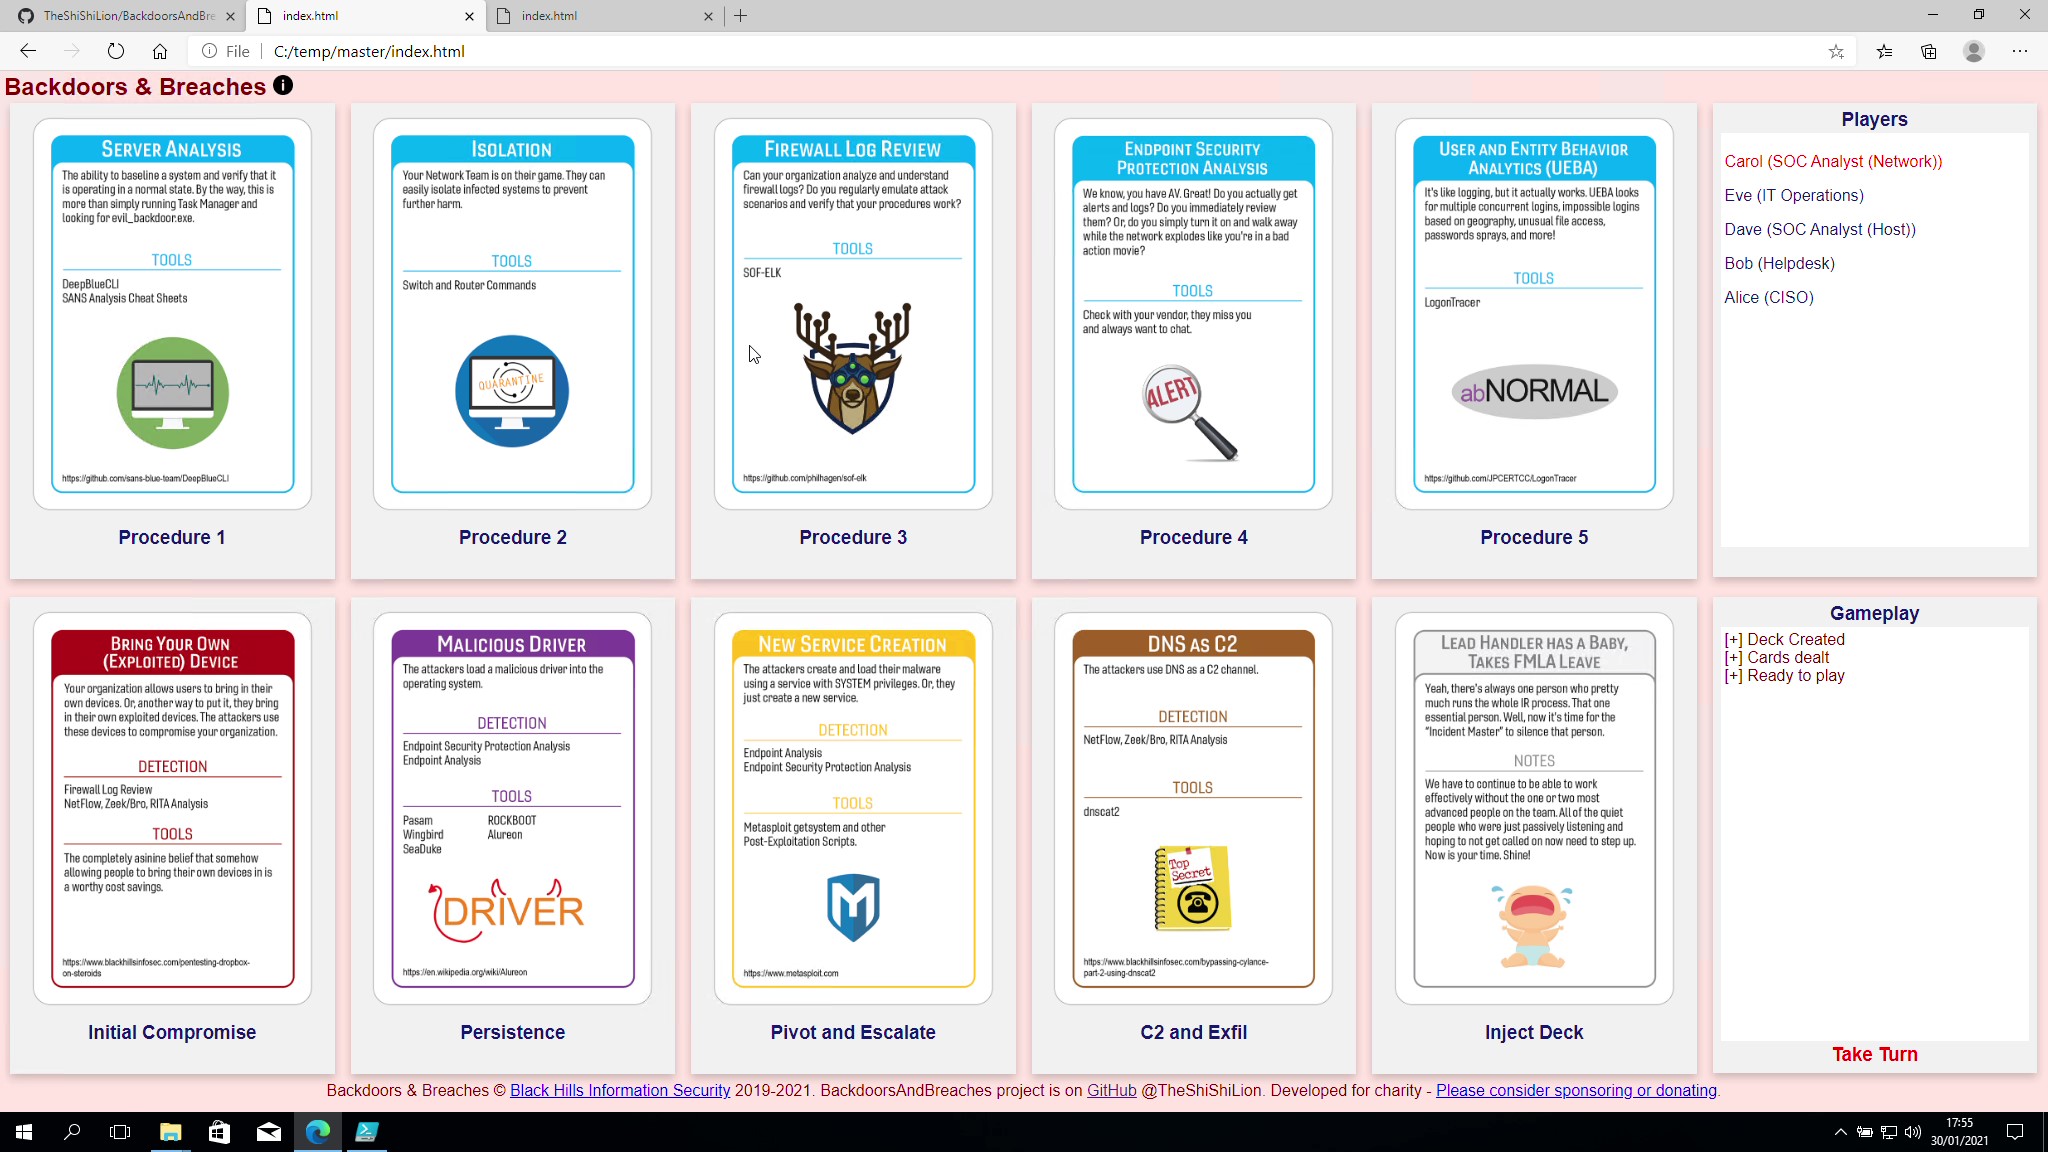 TheShiShiLion/BackdoorsAndBre
index.html
index.html
File
C:/temp/master/index.html
Backdoors & Breaches
SERVER ANALYSIS
The ability to baseline a system and verify that it
is operating in a normal state. By the way, this is
more than simply running Task Manager and
looking for evil_backdoor.exe.
TOOLS
DeepBlueCLI
SANS Analysis Cheat Sheets
https://github.com/sans-blue-team/DeepBlueCLI
Procedure 1
ISOLATION
Your Network Team is on their game. They can
easily isolate infected systems to prevent
further harm.
TOOLS
Switch and Router Commands
QUARANTINE
Procedure 2
FIREWALL LOG REVIEW
Can your organization analyze and understand
firewall logs? Do you regularly emulate attack
scenarios and verify that your procedures work?
TOOLS
SOF-ELK
https://github.com/philhagen/sof-elk
Procedure 3
ENDPOINT SECURITY
PROTECTION ANALYSIS
We know, you have AV. Great! Do you actually get
alerts and logs? Do you immediately review
them? Or, do you simply turn it on and walk away
while the network explodes like you're in a bad
action movie?
TOOLS
Check with your vendor, they miss you
and always want to chat.
ALERT
Procedure 4
USER AND ENTITY BEHAVIOR
ANALYTICS (UEBA)
It's like logging, but it actually works. UEBA looks
for multiple concurrent logins, impossible logins
based on geography, unusual file access,
passwords sprays, and more!
TOOLS
LogonTracer
abNORMAL
https://github.com/JPCERTCC/LogonTracer
Procedure 5
Players
Carol (SOC Analyst (Network))
Eve (IT Operations)
Dave (SOC Analyst (Host))
Bob (Helpdesk)
Alice (CISO)
BRING YOUR OWN
(EXPLOITED) DEVICE
Your organization allows users to bring in their
own devices. Or, another way to put it, they bring
in their own exploited devices. The attackers use
these devices to compromise your organization.
DETECTION
Firewall Log Review
NetFlow, Zeek/Bro, RITA Analysis
TOOLS
The completely asinine belief that somehow
allowing people to bring their own devices in is
a worthy cost savings.
https://www.blackhillsinfosec.com/pentesting-dropbox-
on-steroids
Initial Compromise
MALICIOUS DRIVER
The attackers load a malicious driver into the
operating system.
DETECTION
Endpoint Security Protection Analysis
Endpoint Analysis
TOOLS
Pasam ROCKBOOT
Wingbird Alureon
SeaDuke
DRIVER
https://en.wikipedia.org/wiki/Alureon
Persistence
NEW SERVICE CREATION
The attackers create and load their malware
using a service with SYSTEM privileges. Or, they
just create a new service.
DETECTION
Endpoint Analysis
Endpoint Security Protection Analysis
TOOLS
Metasploit getsystem and other
Post-Exploitation Scripts.
M
https://www.metasploit.com
Pivot and Escalate
DNS AS C2
The attackers use DNS as a C2 channel.
DETECTION
NetFlow, Zeek/Bro, RITA Analysis
TOOLS
dnscat2
Top
Secret
https://www.blackhillsinfosec.com/bypassing-cylance-
part-2-using-dnscat2
C2 and Exfil
LEAD HANDLER HAS A BABY,
TAKES FMLA LEAVE
Yeah, there's always one person who pretty
much runs the whole IR process. That one
essential person. Well, now it's time for the
"Incident Master" to silence that person.
NOTES
We have to continue to be able to work
effectively without the one or two most
advanced people on the team. All of the quiet
people who were just passively listening and
hoping to not get called on now need to step up.
Now is your time. Shine!
Inject Deck
Gameplay
[+] Deck Created
[+] Cards dealt
[+] Ready to play
Take Turn
Backdoors & Breaches © Black Hills Information Security 2019-2021. BackdoorsAndBreaches project is on GitHub @TheShiShiLion. Developed for charity - Please consider sponsoring or donating.
17:55
30/01/2021